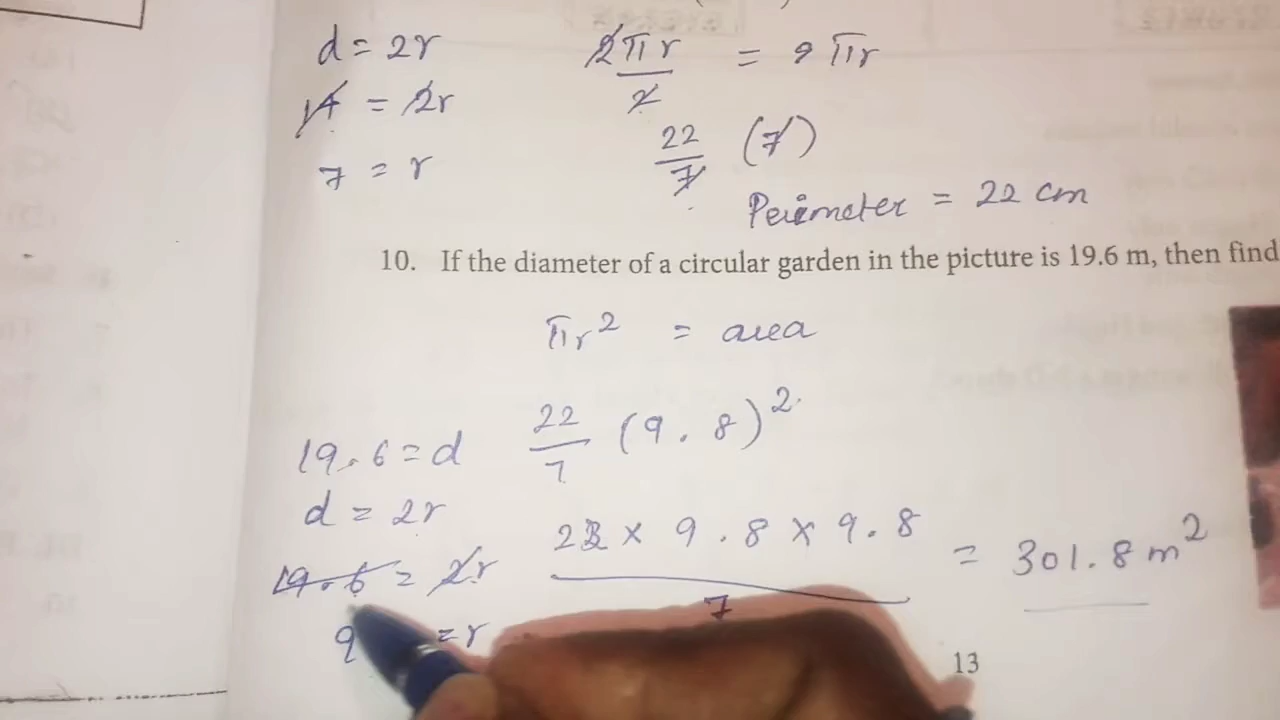 d = 2r
2πr/2 = 2πr
14 = 2r
22/7 (7)
7 = r
Perimeter = 22 cm
10. If the diameter of a circular garden in the picture is 19.6 m, then find
πr² = area
22/7 (9.8)²
19.6 = d
d = 2r
22 × 9.8 × 9.8 / 7 = 301.8 m²
19.6 = 2r
9 = r
13